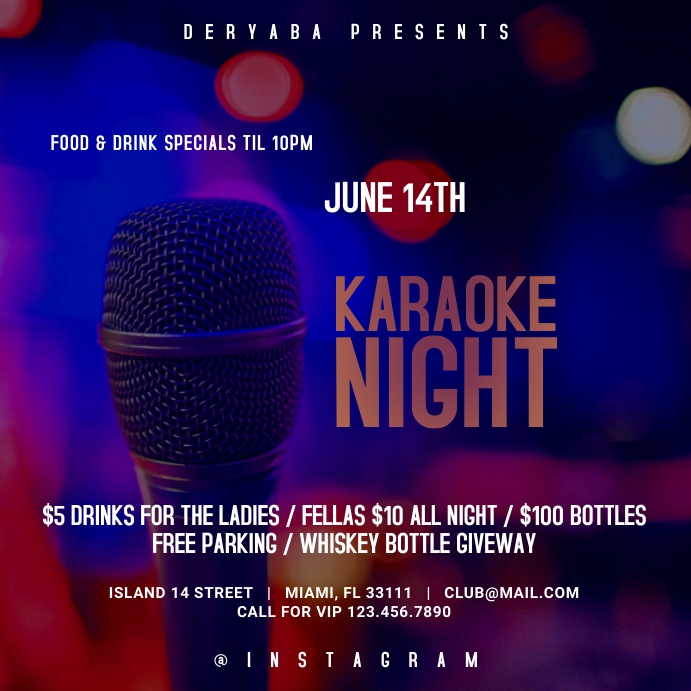 DERYABA PRESENTS
FOOD & DRINK SPECIALS TIL 10PM
JUNE 14TH
KARAOKE
NIGHT
$5 DRINKS FOR THE LADIES / FELLAS $10 ALL NIGHT / $100 BOTTLES
FREE PARKING / WHISKEY BOTTLE GIVEWAY
ISLAND 14 STREET | MIAMI, FL 33111 | CLUB@MAIL.COM
CALL FOR VIP 123.456.7890
@INSTAGRAM